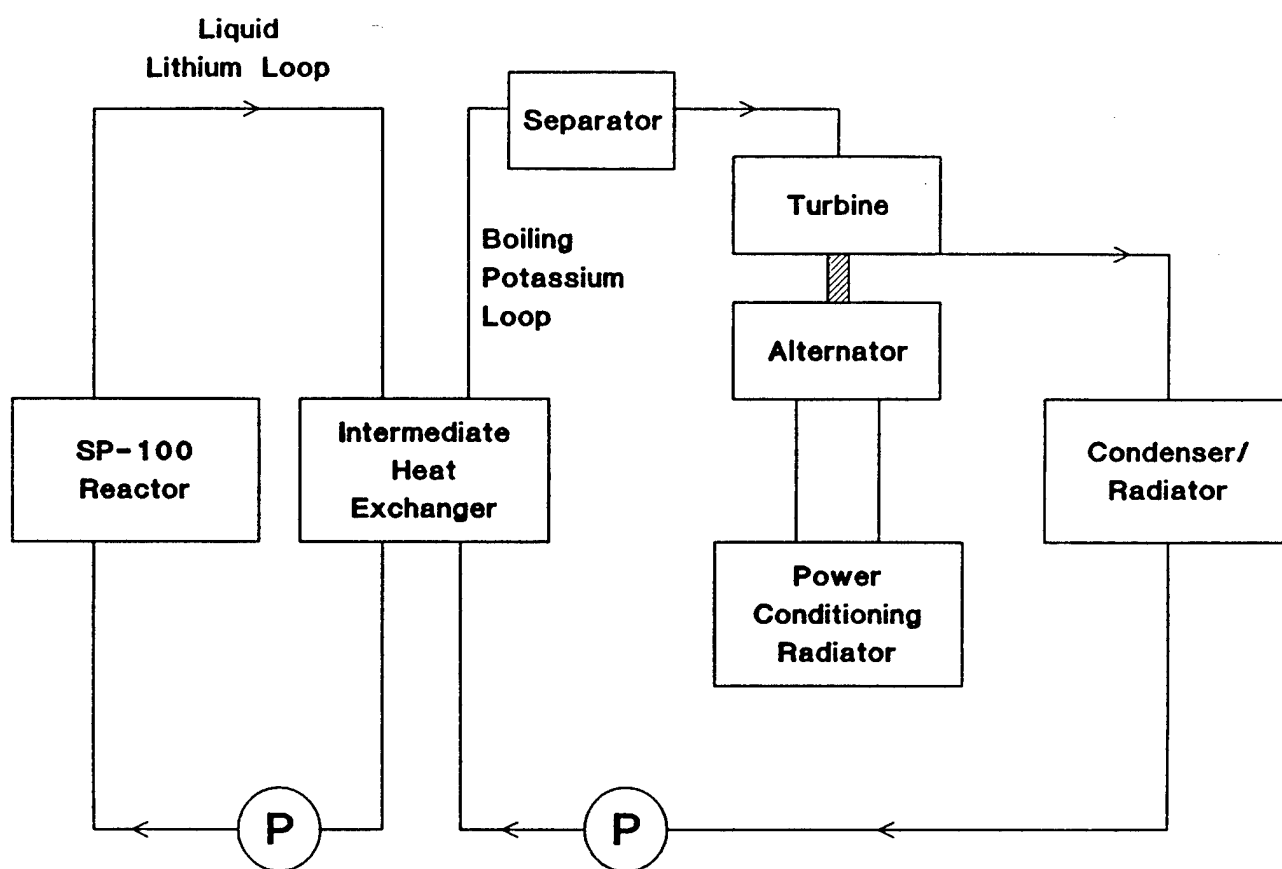 Liquid
Lithium Loop
Separator
Turbine
Boiling
Potassium
Loop
Alternator
SP-100
Reactor
Intermediate
Heat
Exchanger
Condenser/
Radiator
Power
Conditioning
Radiator
P
P